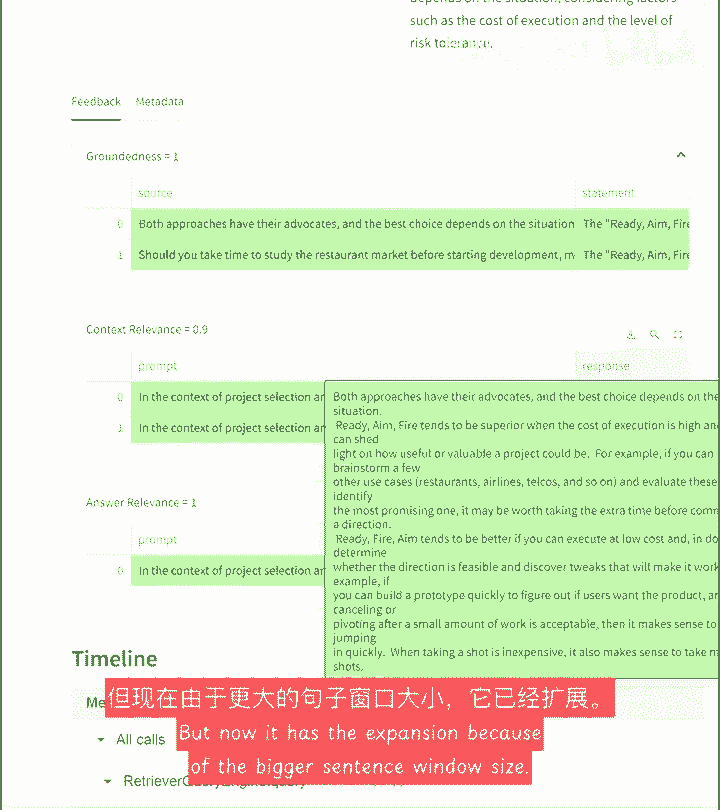 such as the cost of execution and the level of
risk tolerance.
Feedback Metadata
Groundedness = 1
source statement
0 Both approaches have their advocates, and the best choice depends on the situation The "Ready, Aim, Fire
1 Should you take time to study the restaurant market before starting development, m The "Ready, Aim, Fire
Context Relevance = 0.9
prompt response
0 In the context of project selection an
1 In the context of project selection an
Both approaches have their advocates, and the best choice depends on the
situation.
Ready, Aim, Fire tends to be superior when the cost of execution is high and
can shed
light on how useful or valuable a project could be. For example, if you can
brainstorm a few
other use cases (restaurants, airlines, telcos, and so on) and evaluate these
identify
the most promising one, it may be worth taking the extra time before com
a direction.
Ready, Fire, Aim tends to be better if you can execute at low cost and, in do
determine
whether the direction is feasible and discover tweaks that will make it work
example, if
you can build a prototype quickly to figure out if users want the product, an
canceling or
pivoting after a small amount of work is acceptable, then it makes sense to
jumping
in quickly. When taking a shot is inexpensive, it also makes sense to take m
shots.
Answer Relevance = 1
prompt
0 In the context of project selection an
Timeline
Me
All calls
但现在由于更大的句子窗口大小，它已经扩展。
But now it has the expansion because
of the bigger sentence window size.